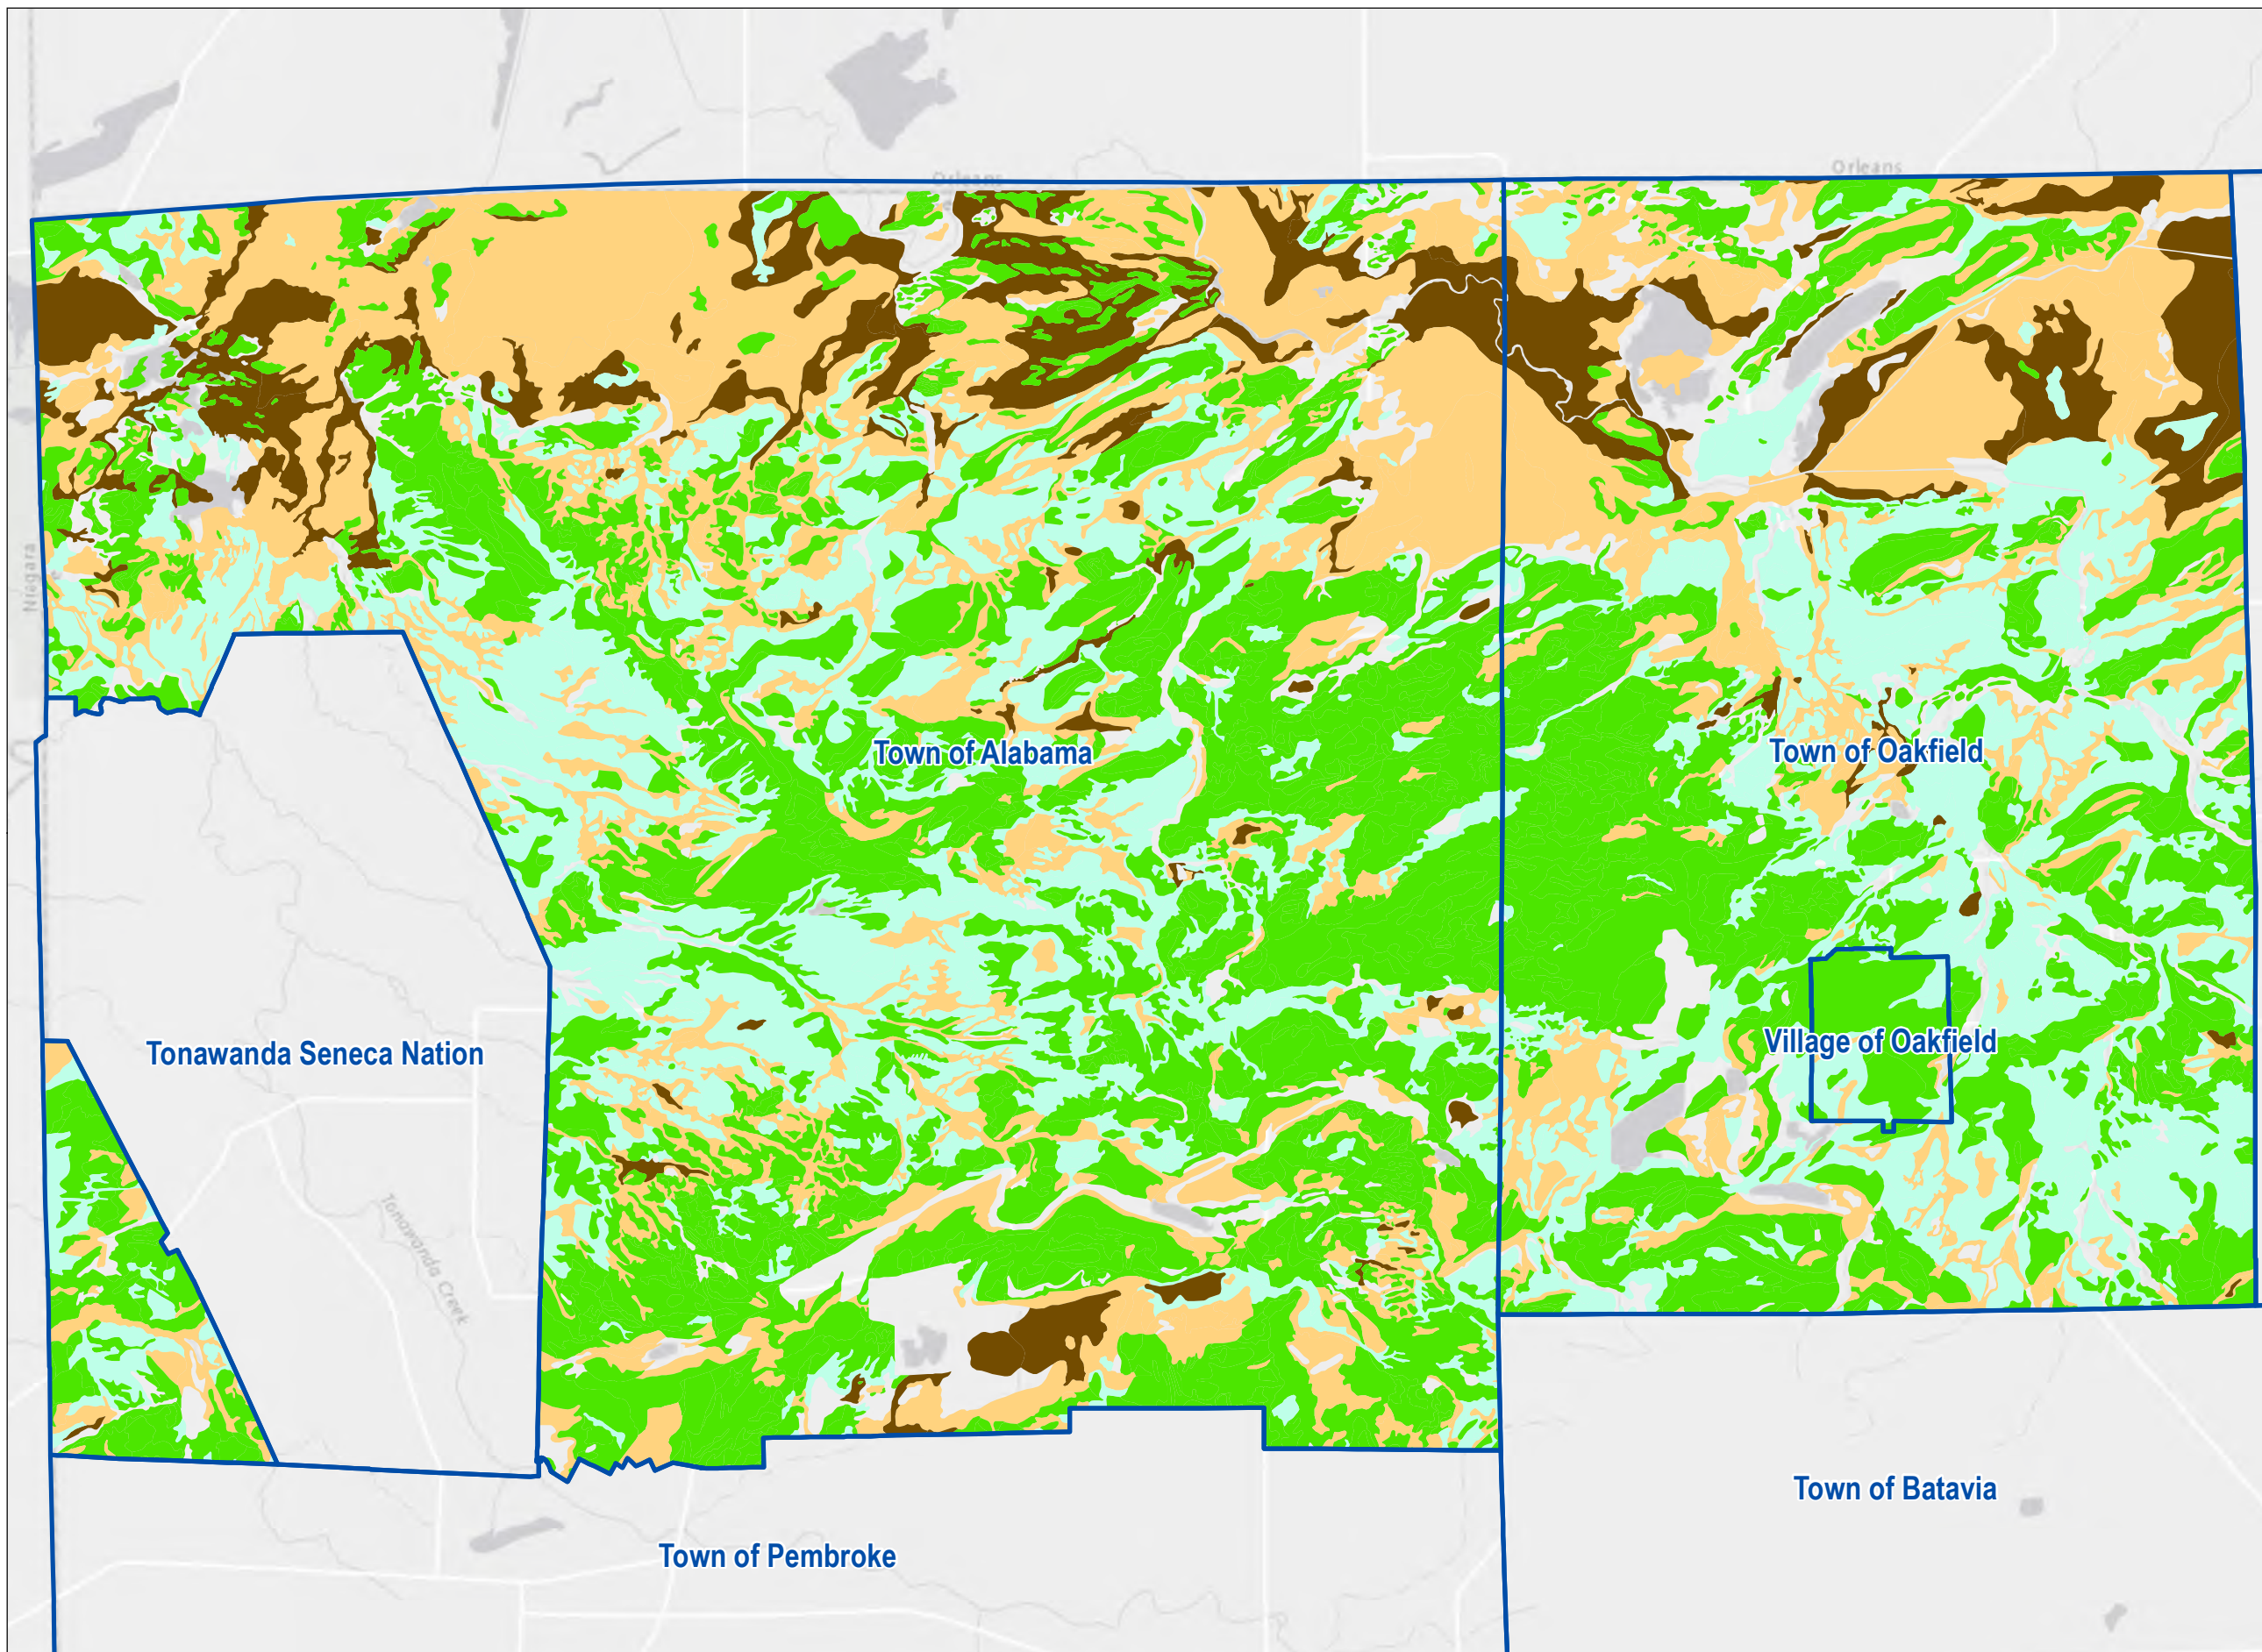 Orleans
Orleans
Niagara
Town of Alabama
Town of Oakfield
Village of Oakfield
Tonawanda Seneca Nation
Tonawanda Creek
Town of Batavia
Town of Pembroke